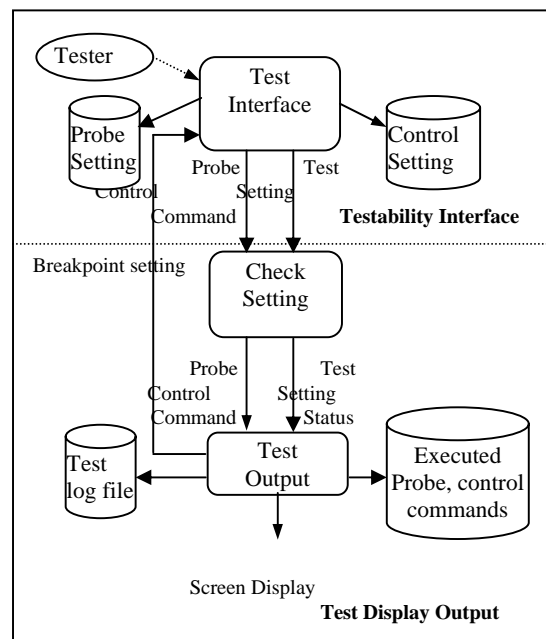 Tester
Test
Interface
Probe
Setting
Control
Setting
Probe Test
Control Setting
Command
Testability Interface
Breakpoint setting
Check
Setting
Probe Test
Control Setting
Command Status
Test
log file
Test
Output
Executed
Probe, control
commands
Screen Display
Test Display Output